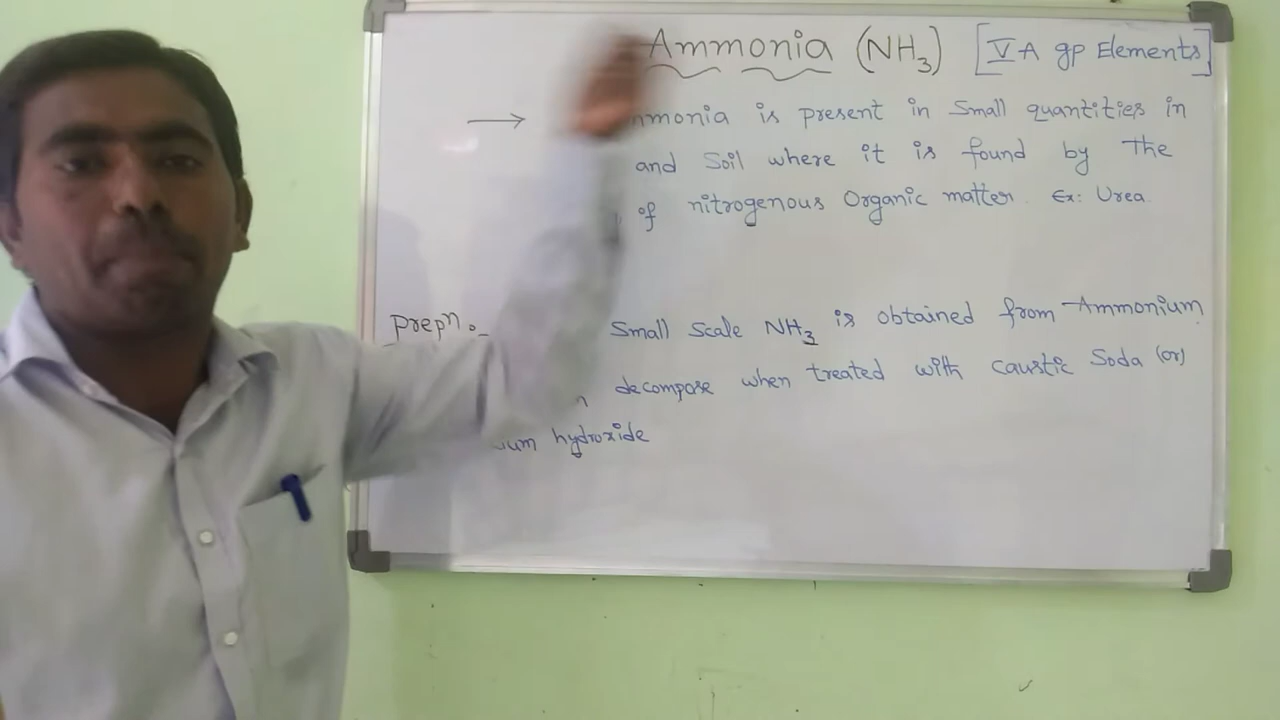 Ammonia (NH3) [VA gp Elements]
→ mmonia is present in Small quantities in
and Soil where it is found by The
of nitrogenous Organic matter. Ex: Urea.
Prepn:- Small scale NH3 is obtained from Ammonium
decompose when treated with caustic Soda (or)
ium hydroxide